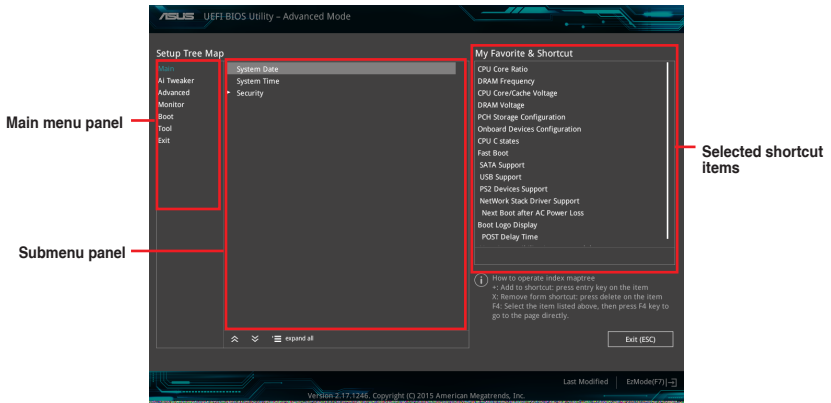 ASUS UEFI BIOS Utility – Advanced Mode
Setup Tree Map
My Favorite & Shortcut
Main
Ai Tweaker
Advanced
Monitor
Boot
Tool
Exit
System Date
System Time
Security
CPU Core Ratio
DRAM Frequency
CPU Core/Cache Voltage
DRAM Voltage
PCH Storage Configuration
Onboard Devices Configuration
CPU C states
Fast Boot
SATA Support
USB Support
PS2 Devices Support
NetWork Stack Driver Support
Next Boot after AC Power Loss
Boot Logo Display
POST Delay Time
Main menu panel
Submenu panel
Selected shortcut
items
How to operate index maptree
+: Add to shortcut: press entry key on the item
X: Remove form shortcut: press delete on the item
F4: Select the item listed above, then press F4 key to
go to the page directly.
expand all
Exit (ESC)
Last Modified
EzMode(F7)
Version 2.17.1246. Copyright (C) 2015 American Megatrends, Inc.